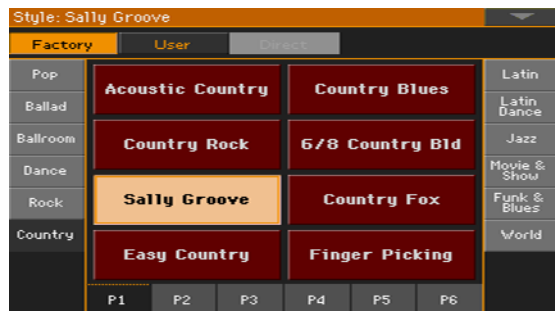 Style: Sally Groove
Factory User Direct
Pop
Ballad
Ballroom
Dance
Rock
Country
Acoustic Country
Country Blues
Country Rock
6/8 Country Bld
Sally Groove
Country Fox
Easy Country
Finger Picking
Latin
Latin
Dance
Jazz
Movie &
Show
Funk &
Blues
World
P1 P2 P3 P4 P5 P6